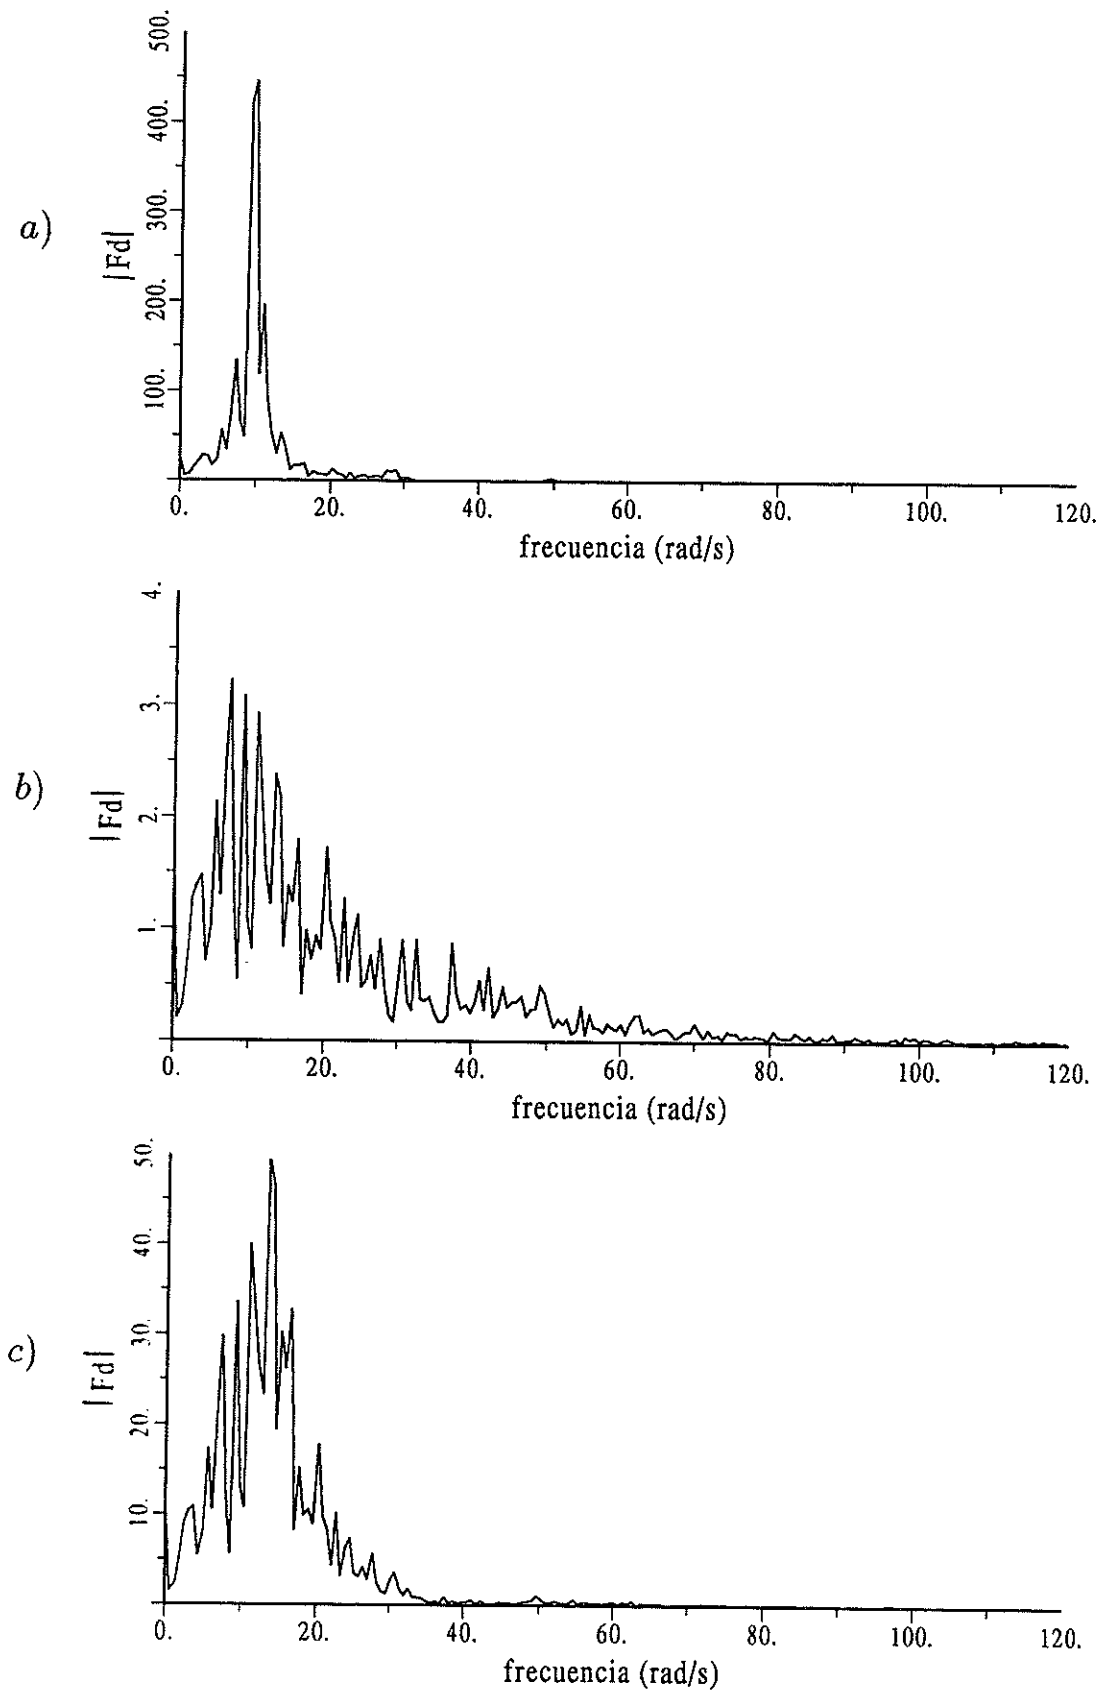 a)
|Fd|
500.
400.
300.
200.
100.
0. 20. 40. 60. 80. 100. 120.
frecuencia (rad/s)
b)
|Fd|
4.
3.
2.
1.
0. 20. 40. 60. 80. 100. 120.
frecuencia (rad/s)
c)
|Fd|
50.
40.
30.
20.
10.
0. 20. 40. 60. 80. 100. 120.
frecuencia (rad/s)